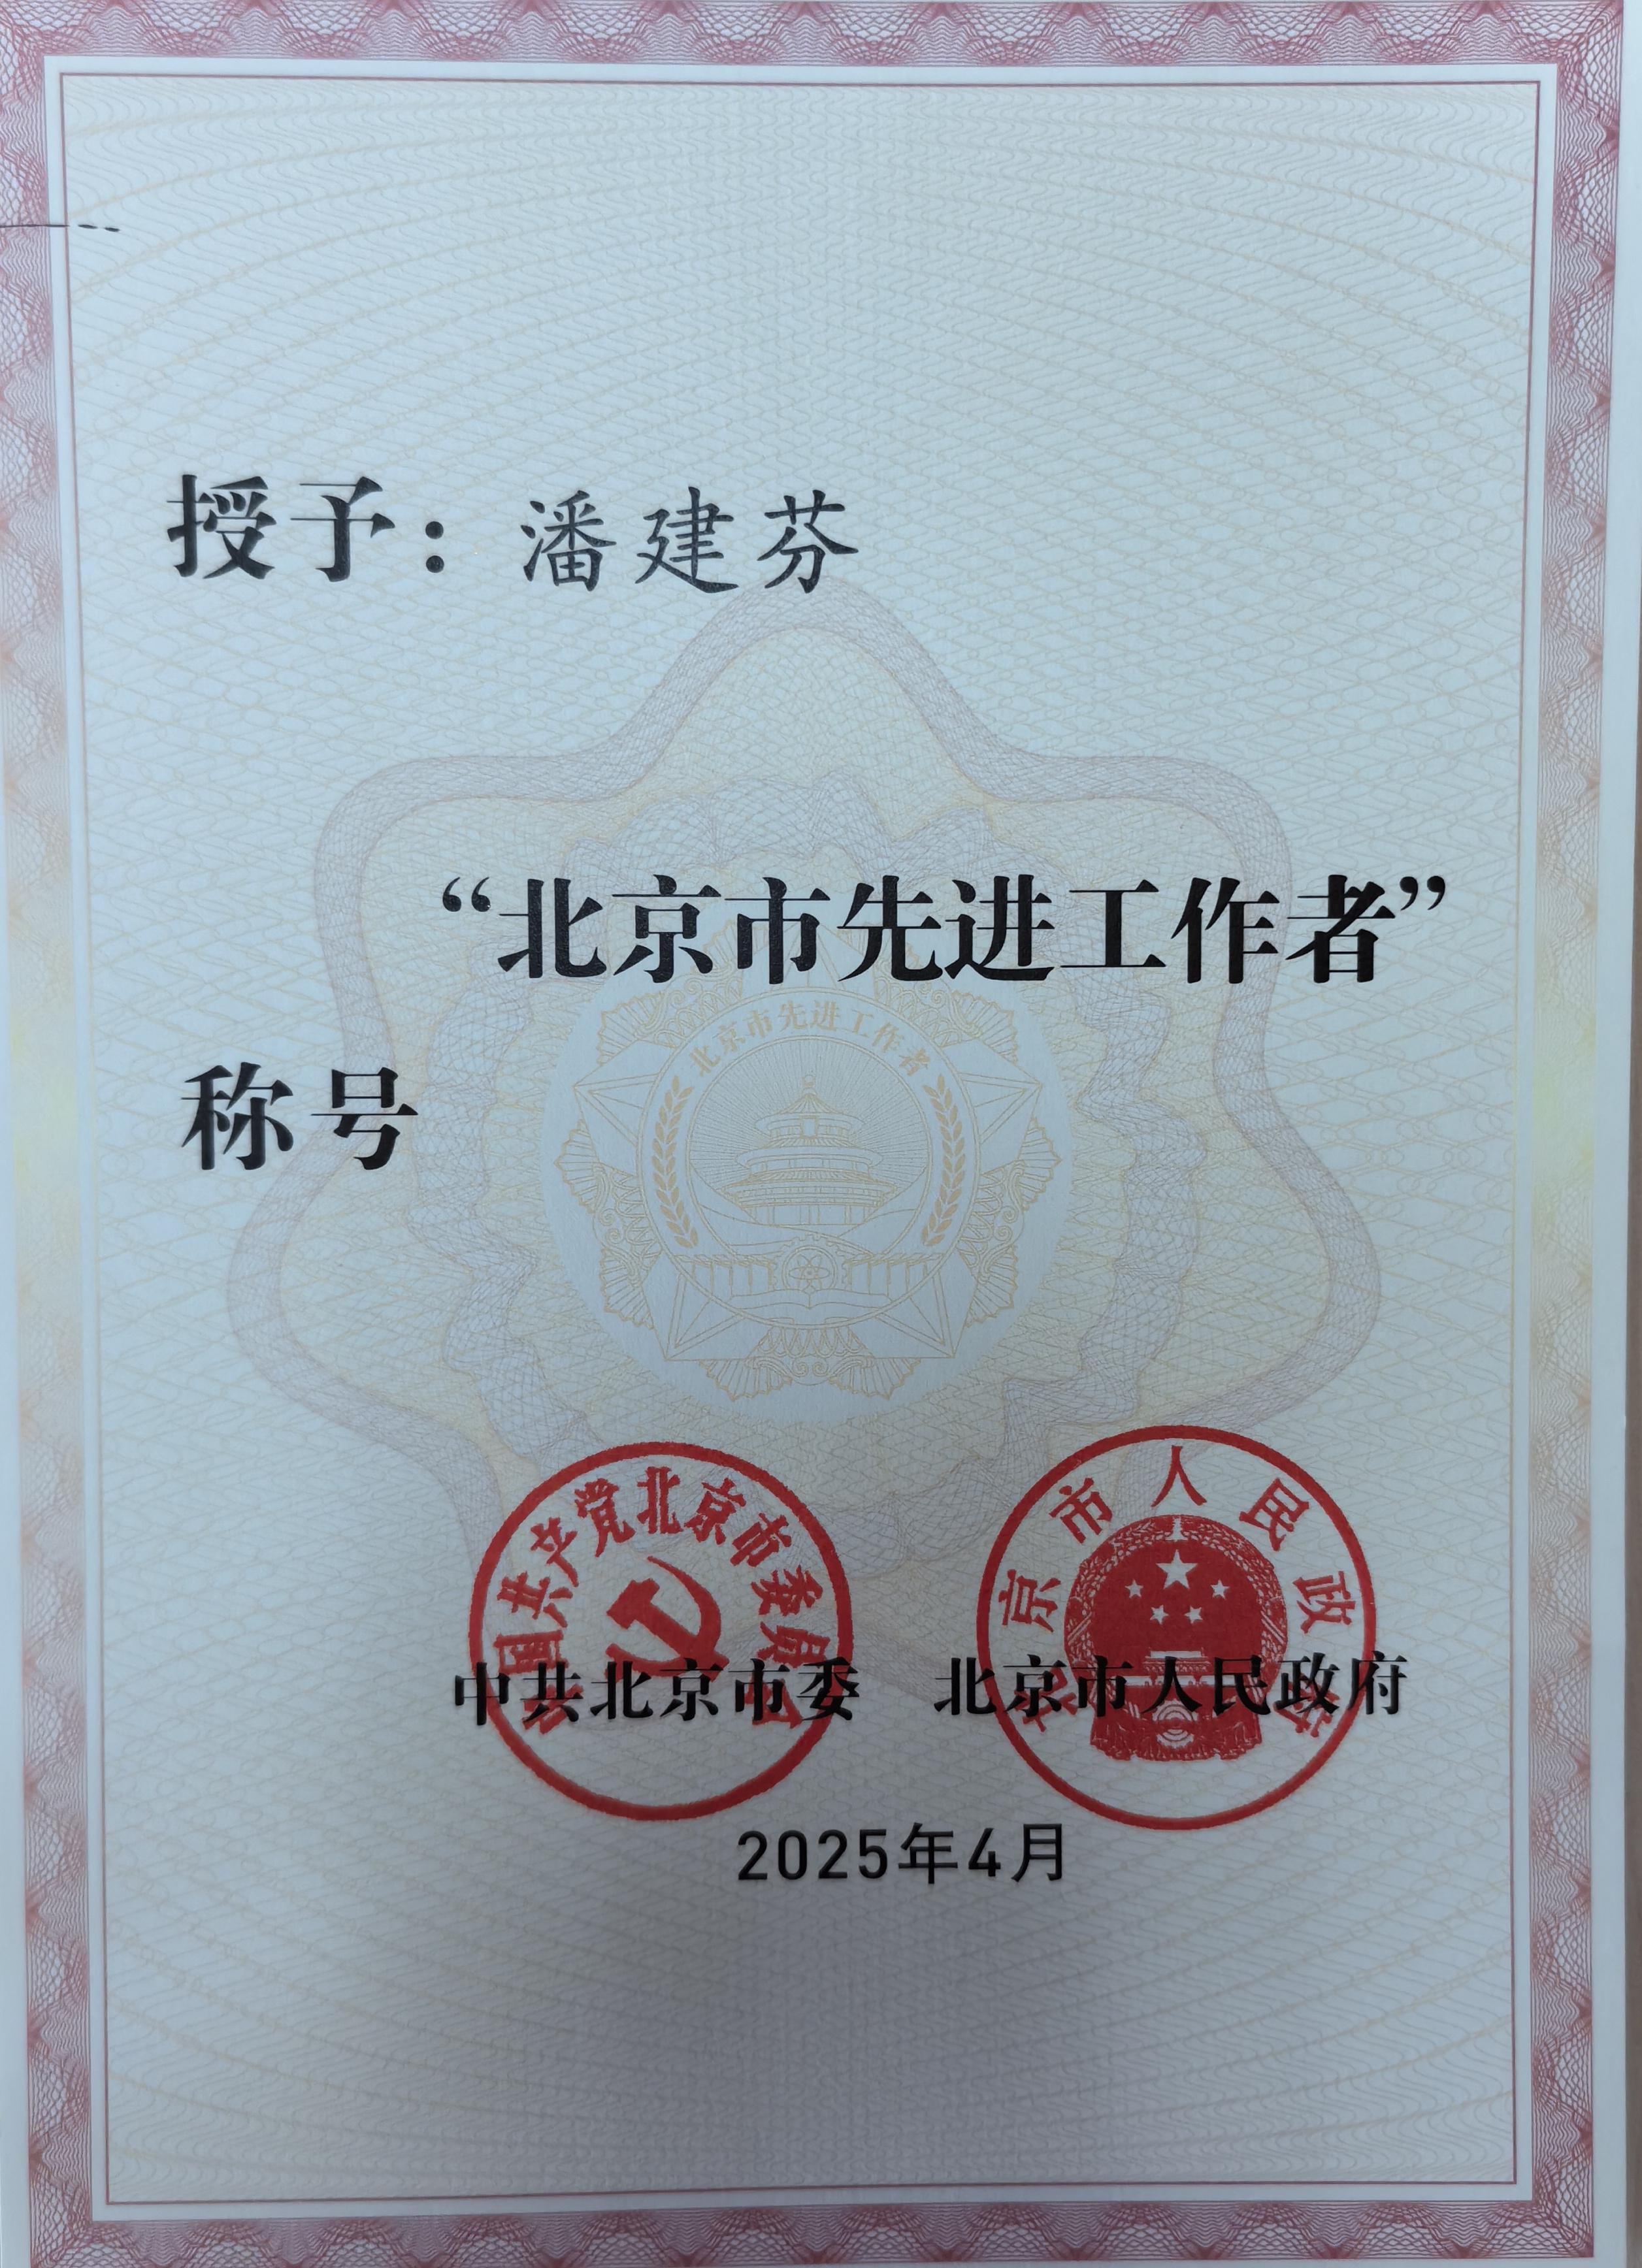 授予：潘建芬
“北京市先进工作者”
北京市先进工作者
称号
中国共产党北京市委员会
北京市人民政府
中共北京市委 北京市人民政府
2025年4月